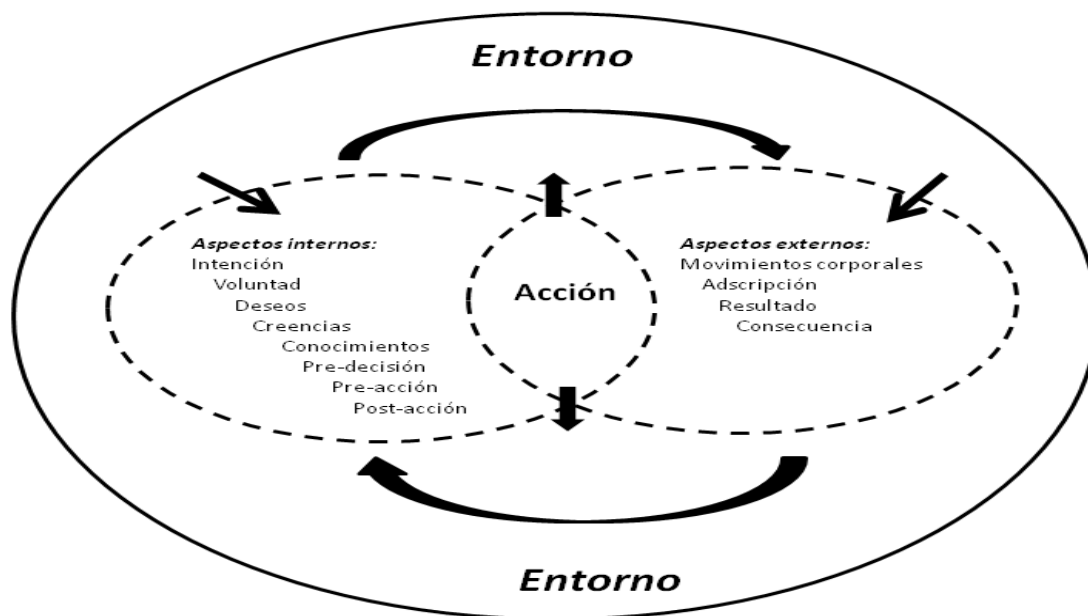 Entorno
Aspectos internos:
Intención
Voluntad
Deseos
Creencias
Conocimientos
Pre-decisión
Pre-acción
Post-acción
Acción
Aspectos externos:
Movimientos corporales
Adscripción
Resultado
Consecuencia
Entorno